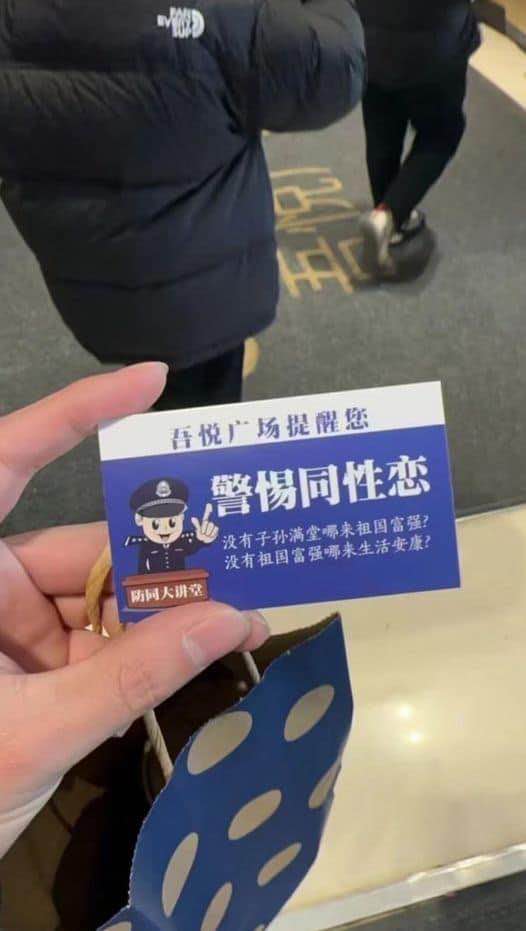 吾悦
吾悦广场提醒您
警惕同性恋
没有子孙满堂哪来祖国富强?
没有祖国富强哪来生活安康?
防同大讲堂